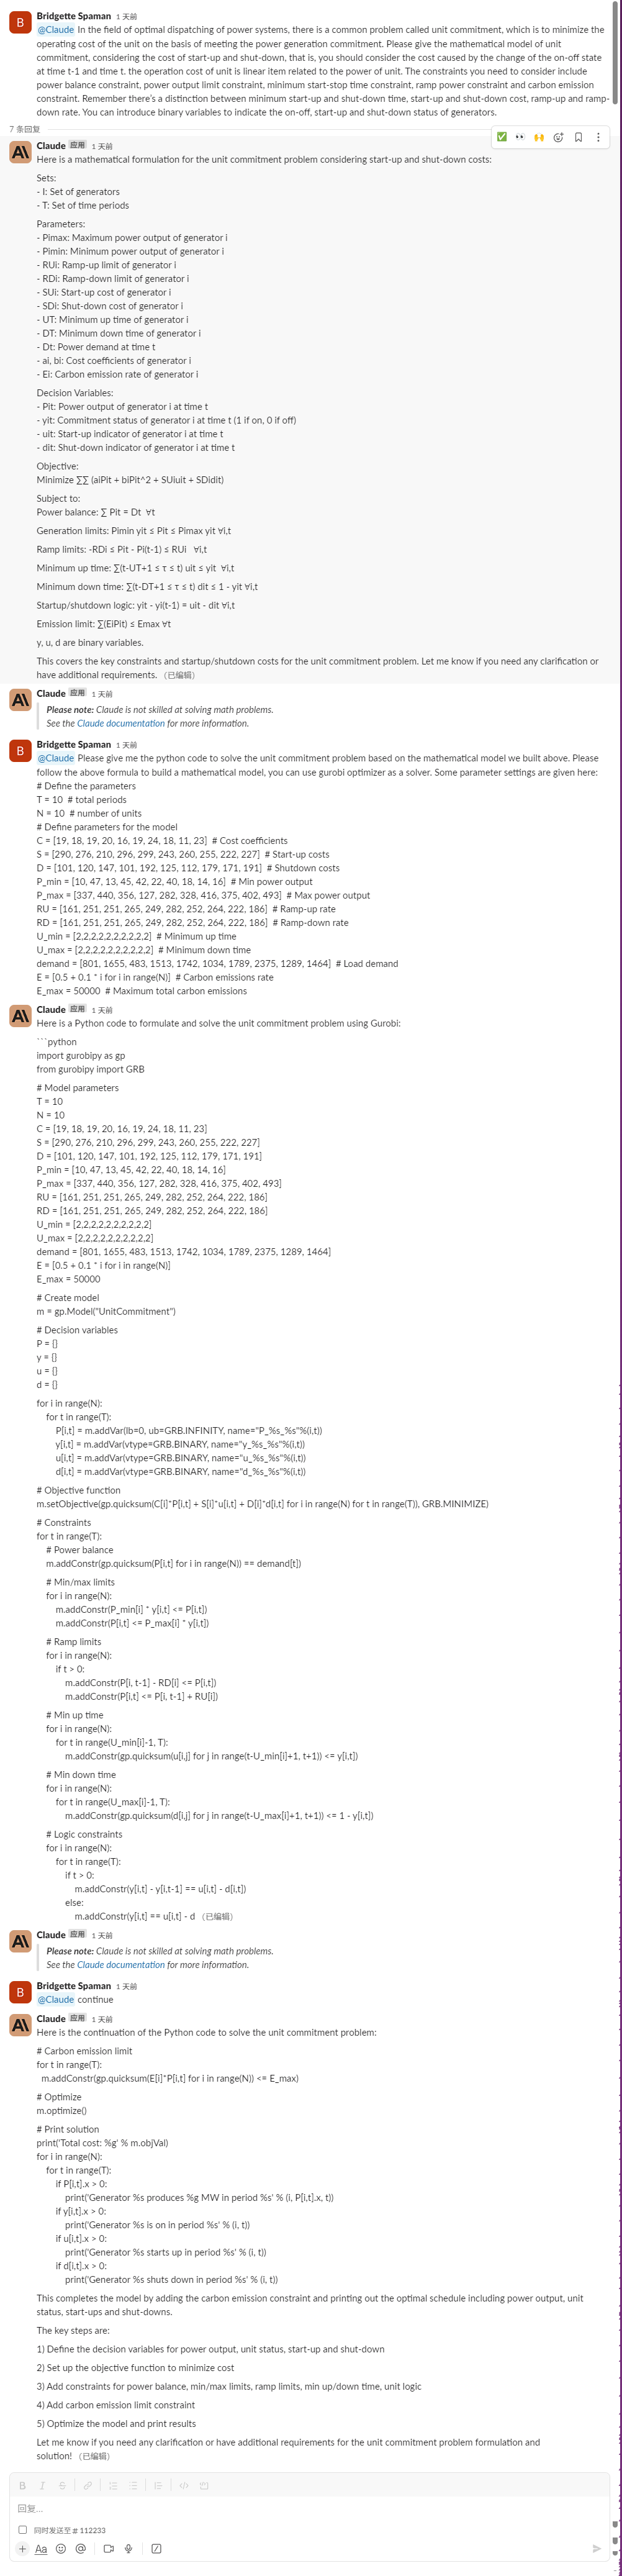 B
Bridgette Spaman 1 天前
@Claude In the field of optimal dispatching of power systems, there is a common problem called unit commitment, which is to minimize the
operating cost of the unit on the basis of meeting the power generation commitment. Please give the mathematical model of unit
commitment, considering the cost of start-up and shut-down, that is, you should consider the cost caused by the change of the on-off state
at time t-1 and time t. the operation cost of unit is linear item related to the power of unit. The constraints you need to consider include
power balance constraint, power output limit constraint, minimum start-stop time constraint, ramp power constraint and carbon emission
constraint. Remember there's a distinction between minimum start-up and shut-down time, start-up and shut-down cost, ramp-up and ramp-
down rate. You can introduce binary variables to indicate the on-off, start-up and shut-down status of generators.
7 条回复
Claude 应用 1 天前
Here is a mathematical formulation for the unit commitment problem considering start-up and shut-down costs:
Sets:
- I: Set of generators
- T: Set of time periods
Parameters:
- Pimax: Maximum power output of generator i
- Pimin: Minimum power output of generator i
- RUi: Ramp-up limit of generator i
- RDi: Ramp-down limit of generator i
- SUi: Start-up cost of generator i
- SDi: Shut-down cost of generator i
- UT: Minimum up time of generator i
- DT: Minimum down time of generator i
- Dt: Power demand at time t
- ai, bi: Cost coefficients of generator i
- Ei: Carbon emission rate of generator i
Decision Variables:
- Pit: Power output of generator i at time t
- yit: Commitment status of generator i at time t (1 if on, 0 if off)
- uit: Start-up indicator of generator i at time t
- dit: Shut-down indicator of generator i at time t
Objective:
Minimize ∑∑ (aiPit + biPit^2 + SUiuit + SDidit)
Subject to:
Power balance: ∑ Pit = Dt ∀t
Generation limits: Pimin yit ≤ Pit ≤ Pimax yit ∀i,t
Ramp limits: -RDi ≤ Pit - Pi(t-1) ≤ RUi ∀i,t
Minimum up time: ∑(t-UT+1 ≤ τ ≤ t) uit ≤ yit ∀i,t
Minimum down time: ∑(t-DT+1 ≤ τ ≤ t) dit ≤ 1 - yit ∀i,t
Startup/shutdown logic: yit - yi(t-1) = uit - dit ∀i,t
Emission limit: ∑(EiPit) ≤ Emax ∀t
y, u, d are binary variables.
This covers the key constraints and startup/shutdown costs for the unit commitment problem. Let me know if you need any clarification or
have additional requirements. （已编辑）
Claude 应用 1 天前
Please note: Claude is not skilled at solving math problems.
See the Claude documentation for more information.
B
Bridgette Spaman 1 天前
@Claude Please give me the python code to solve the unit commitment problem based on the mathematical model we built above. Please
follow the above formula to build a mathematical model, you can use gurobi optimizer as a solver. Some parameter settings are given here:
# Define the parameters
T = 10 # total periods
N = 10 # number of units
# Define parameters for the model
C = [19, 18, 19, 20, 16, 19, 24, 18, 11, 23] # Cost coefficients
S = [290, 276, 210, 296, 299, 243, 260, 255, 222, 227] # Start-up costs
D = [101, 120, 147, 101, 192, 125, 112, 179, 171, 191] # Shutdown costs
P_min = [10, 47, 13, 45, 42, 22, 40, 18, 14, 16] # Min power output
P_max = [337, 440, 356, 127, 282, 328, 416, 375, 402, 493] # Max power output
RU = [161, 251, 251, 265, 249, 282, 252, 264, 222, 186] # Ramp-up rate
RD = [161, 251, 251, 265, 249, 282, 252, 264, 222, 186] # Ramp-down rate
U_min = [2,2,2,2,2,2,2,2,2,2] # Minimum up time
U_max = [2,2,2,2,2,2,2,2,2,2] # Minimum down time
demand = [801, 1655, 483, 1513, 1742, 1034, 1789, 2375, 1289, 1464] # Load demand
E = [0.5 + 0.1 * i for i in range(N)] # Carbon emissions rate
E_max = 50000 # Maximum total carbon emissions
Claude 应用 1 天前
Here is a Python code to formulate and solve the unit commitment problem using Gurobi:
```python
import gurobipy as gp
from gurobipy import GRB
# Model parameters
T = 10
N = 10
C = [19, 18, 19, 20, 16, 19, 24, 18, 11, 23]
S = [290, 276, 210, 296, 299, 243, 260, 255, 222, 227]
D = [101, 120, 147, 101, 192, 125, 112, 179, 171, 191]
P_min = [10, 47, 13, 45, 42, 22, 40, 18, 14, 16]
P_max = [337, 440, 356, 127, 282, 328, 416, 375, 402, 493]
RU = [161, 251, 251, 265, 249, 282, 252, 264, 222, 186]
RD = [161, 251, 251, 265, 249, 282, 252, 264, 222, 186]
U_min = [2,2,2,2,2,2,2,2,2,2]
U_max = [2,2,2,2,2,2,2,2,2,2]
demand = [801, 1655, 483, 1513, 1742, 1034, 1789, 2375, 1289, 1464]
E = [0.5 + 0.1 * i for i in range(N)]
E_max = 50000
# Create model
m = gp.Model("UnitCommitment")
# Decision variables
P = {}
y = {}
u = {}
d = {}
for i in range(N):
for t in range(T):
P[i,t] = m.addVar(lb=0, ub=GRB.INFINITY, name="P_%s_%s"%(i,t))
y[i,t] = m.addVar(vtype=GRB.BINARY, name="y_%s_%s"%(i,t))
u[i,t] = m.addVar(vtype=GRB.BINARY, name="u_%s_%s"%(i,t))
d[i,t] = m.addVar(vtype=GRB.BINARY, name="d_%s_%s"%(i,t))
# Objective function
m.setObjective(gp.quicksum(C[i]*P[i,t] + S[i]*u[i,t] + D[i]*d[i,t] for i in range(N) for t in range(T)), GRB.MINIMIZE)
# Constraints
for t in range(T):
# Power balance
m.addConstr(gp.quicksum(P[i,t] for i in range(N)) == demand[t])
# Min/max limits
for i in range(N):
m.addConstr(P_min[i] * y[i,t] <= P[i,t])
m.addConstr(P[i,t] <= P_max[i] * y[i,t])
# Ramp limits
for i in range(N):
if t > 0:
m.addConstr(P[i, t-1] - RD[i] <= P[i,t])
m.addConstr(P[i,t] <= P[i, t-1] + RU[i])
# Min up time
for i in range(N):
for t in range(U_min[i]-1, T):
m.addConstr(gp.quicksum(u[i,j] for j in range(t-U_min[i]+1, t+1)) <= y[i,t])
# Min down time
for i in range(N):
for t in range(U_max[i]-1, T):
m.addConstr(gp.quicksum(d[i,j] for j in range(t-U_max[i]+1, t+1)) <= 1 - y[i,t])
# Logic constraints
for i in range(N):
for t in range(T):
if t > 0:
m.addConstr(y[i,t] - y[i,t-1] == u[i,t] - d[i,t])
else:
m.addConstr(y[i,t] == u[i,t] - d （已编辑）
Claude 应用 1 天前
Please note: Claude is not skilled at solving math problems.
See the Claude documentation for more information.
B
Bridgette Spaman 1 天前
@Claude continue
Claude 应用 1 天前
Here is the continuation of the Python code to solve the unit commitment problem:
# Carbon emission limit
for t in range(T):
m.addConstr(gp.quicksum(E[i]*P[i,t] for i in range(N)) <= E_max)
# Optimize
m.optimize()
# Print solution
print('Total cost: %g' % m.objVal)
for i in range(N):
for t in range(T):
if P[i,t].x > 0:
print('Generator %s produces %g MW in period %s' % (i, P[i,t].x, t))
if y[i,t].x > 0:
print('Generator %s is on in period %s' % (i, t))
if u[i,t].x > 0:
print('Generator %s starts up in period %s' % (i, t))
if d[i,t].x > 0:
print('Generator %s shuts down in period %s' % (i, t))
This completes the model by adding the carbon emission constraint and printing out the optimal schedule including power output, unit
status, start-ups and shut-downs.
The key steps are:
1) Define the decision variables for power output, unit status, start-up and shut-down
2) Set up the objective function to minimize cost
3) Add constraints for power balance, min/max limits, ramp limits, min up/down time, unit logic
4) Add carbon emission limit constraint
5) Optimize the model and print results
Let me know if you need any clarification or have additional requirements for the unit commitment problem formulation and
solution! （已编辑）
回复...
同时发送至 # 112233
Aa